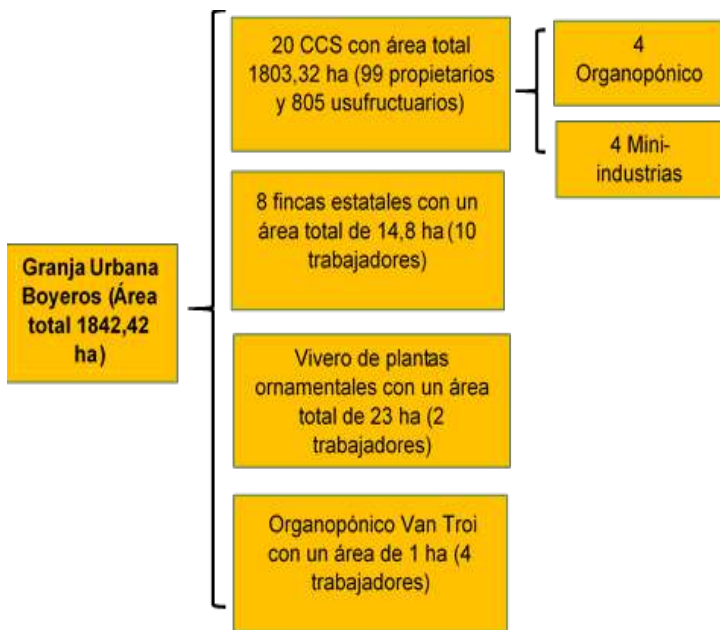 Granja Urbana
Boyeros (Área
total 1842,42
ha)
20 CCS con área total
1803,32 ha (99 propietarios
y 805 usufructuarios)
4
Organopónico
4 Mini-
industrias
8 fincas estatales con un
área total de 14,8 ha (10
trabajadores)
Vivero de plantas
ornamentales con un área
total de 23 ha (2
trabajadores)
Organopónico Van Troi
con un área de 1 ha (4
trabajadores)